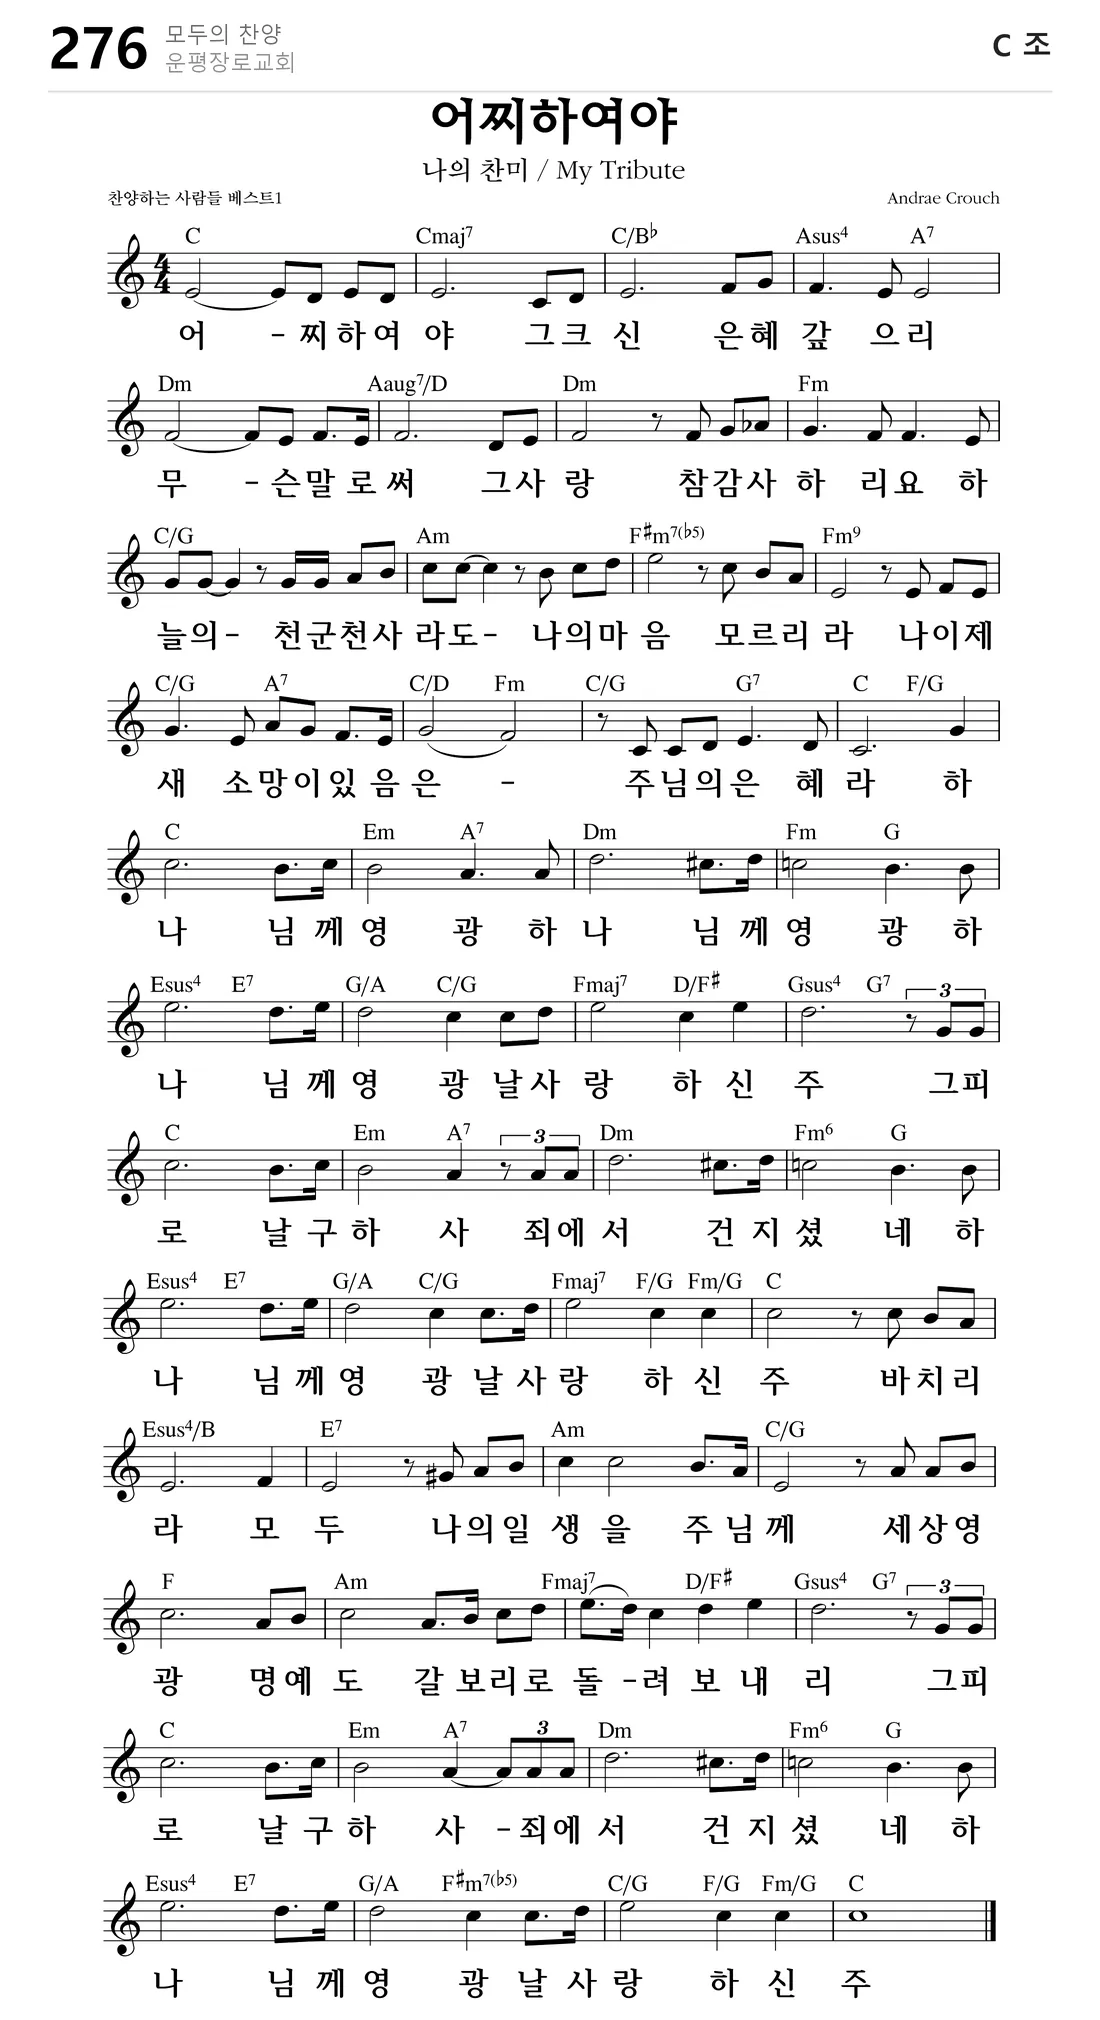 276 모두의 찬양
운평장로교회
C 조
어찌하여야
나의 찬미 / My Tribute
찬양하는 사람들 베스트1
Andrae Crouch
C Cmaj7 C/B♭ Asus4 A7
어 - 찌 하 여 야 그 크 신 은 혜 갚 으 리
Dm Aaug7/D Dm Fm
무 - 슨 말 로 써 그 사 랑 참 감 사 하 리 요 하
C/G Am F♯m7(♭5) Fm9
늘 의 - 천 군 천 사 라 도 - 나 의 마 음 모 르 리 라 나 이 제
C/G A7 C/D Fm C/G G7 C F/G
새 소 망 이 있 음 은 - 주 님 의 은 혜 라 하
C Em A7 Dm Fm G
나 님 께 영 광 하 나 님 께 영 광 하
Esus4 E7 G/A C/G Fmaj7 D/F♯ Gsus4 G7 3
나 님 께 영 광 날 사 랑 하 신 주 그 피
C Em A7 3 Dm Fm6 G
로 날 구 하 사 죄 에 서 건 지 셨 네 하
Esus4 E7 G/A C/G Fmaj7 F/G Fm/G C
나 님 께 영 광 날 사 랑 하 신 주 바 치 리
Esus4/B E7 Am C/G
라 모 두 나 의 일 생 을 주 님 께 세 상 영
F Am Fmaj7 D/F♯ Gsus4 G7 3
광 명 예 도 갈 보 리 로 돌 - 려 보 내 리 그 피
C Em A7 3 Dm Fm6 G
로 날 구 하 사 - 죄 에 서 건 지 셨 네 하
Esus4 E7 G/A F♯m7(♭5) C/G F/G Fm/G C
나 님 께 영 광 날 사 랑 하 신 주